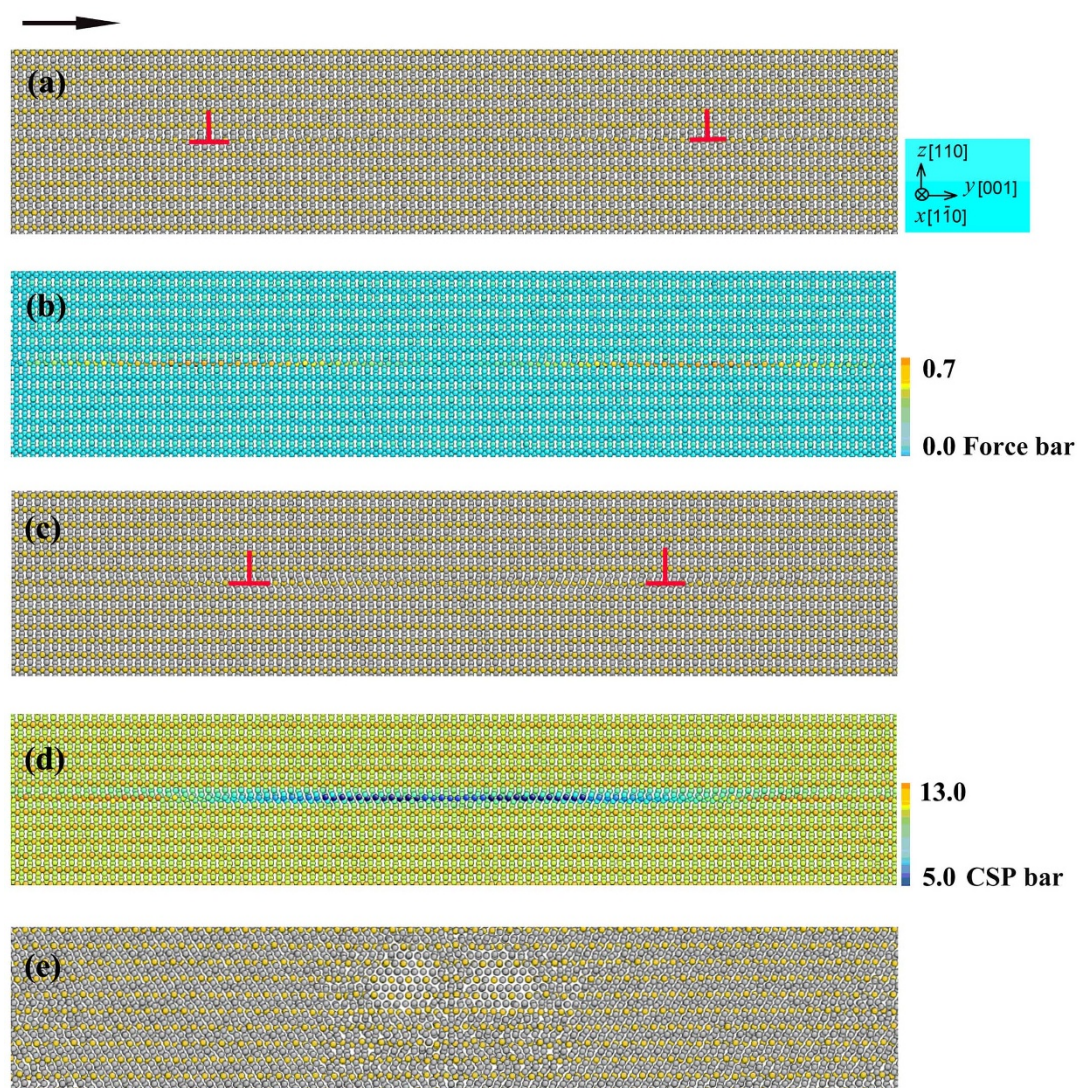 (a)
z[110]
y[001]
x[11̄0]
(b)
0.7
0.0 Force bar
(c)
(d)
13.0
5.0 CSP bar
(e)